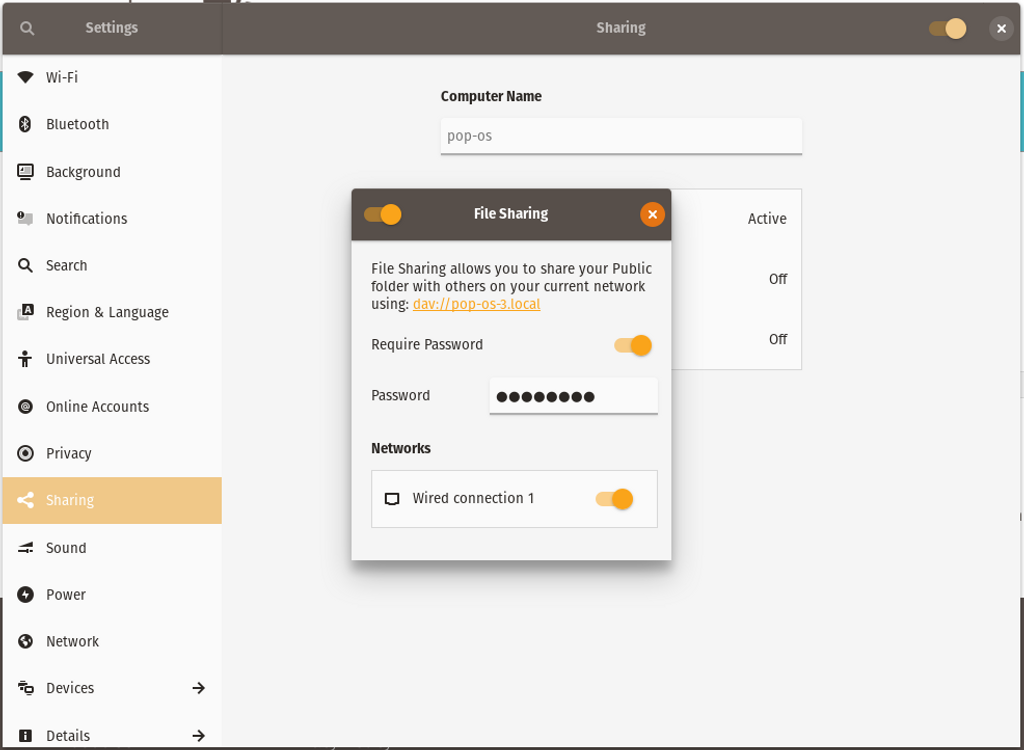 Settings
Sharing
Wi-Fi
Bluetooth
Background
Notifications
Search
Region & Language
Universal Access
Online Accounts
Privacy
Sharing
Sound
Power
Network
Devices
Details
Computer Name
pop-os
Active
Off
Off
File Sharing
File Sharing allows you to share your Public
folder with others on your current network
using: dav://pop-os-3.local
Require Password
Password
●●●●●●●●
Networks
Wired connection 1